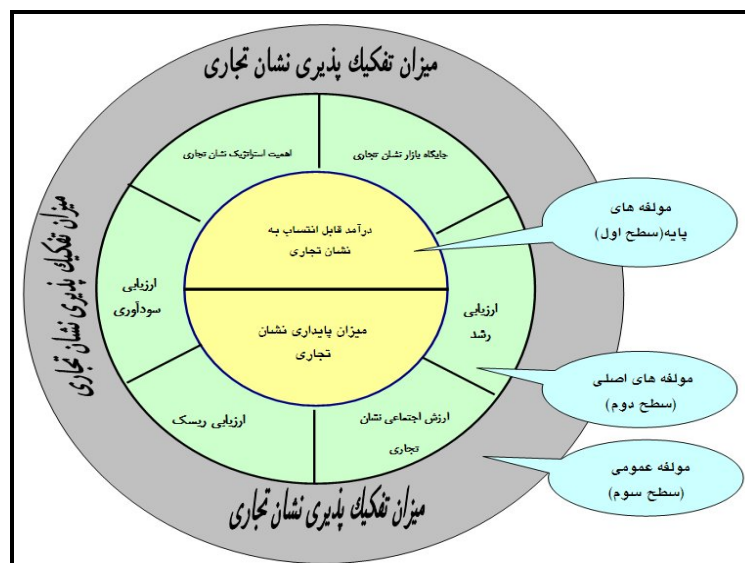 میزان تفکیک پذیری نشان تجاری
جایگاه بازار نشان تجاری
اهمیت استراتژیک نشان تجاری
مولفه های
پایه(سطح اول)
درآمد قابل انتساب به
نشان تجاری
میزان تفکیک پذیری نشان تجاری
ارزیابی
سودآوری
ارزیابی
رشد
میزان پایداری نشان
تجاری
مولفه های اصلی
(سطح دوم)
ارزش اجتماعی نشان
تجاری
ارزیابی ریسک
مولفه عمومی
(سطح سوم)
میزان تفکیک پذیری نشان تجاری